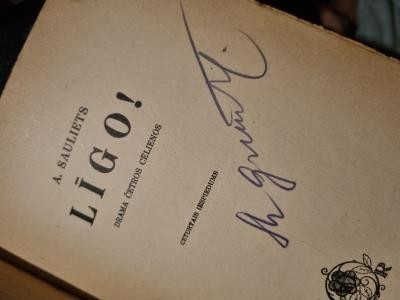 A. SAULIETS
LĪGO!
DRAMA ČETROS CĒLIENOS
CETURTAIS IESPIEDUMS
R